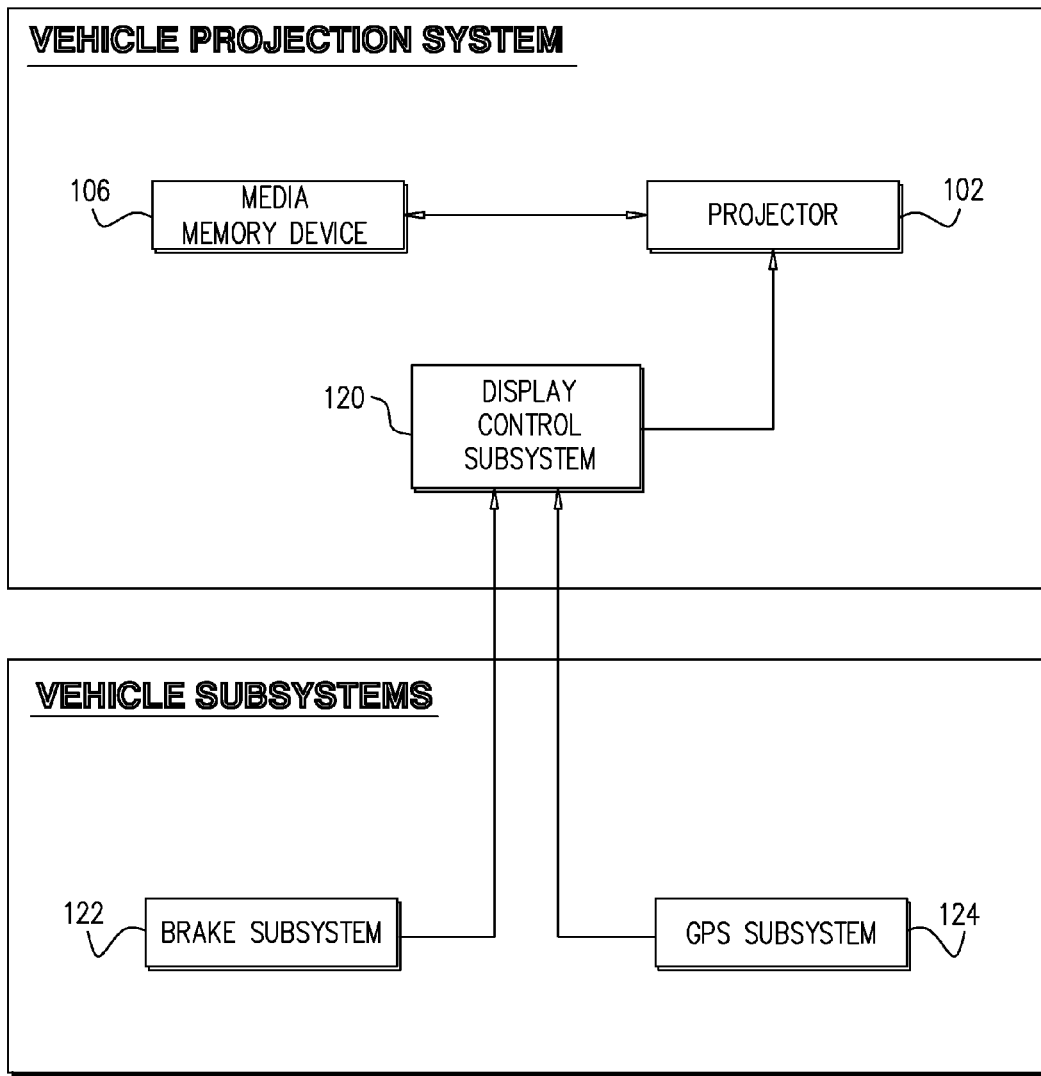 VEHICLE PROJECTION SYSTEM
106
MEDIA
MEMORY DEVICE
PROJECTOR
102
120
DISPLAY
CONTROL
SUBSYSTEM
VEHICLE SUBSYSTEMS
122
BRAKE SUBSYSTEM
GPS SUBSYSTEM
124